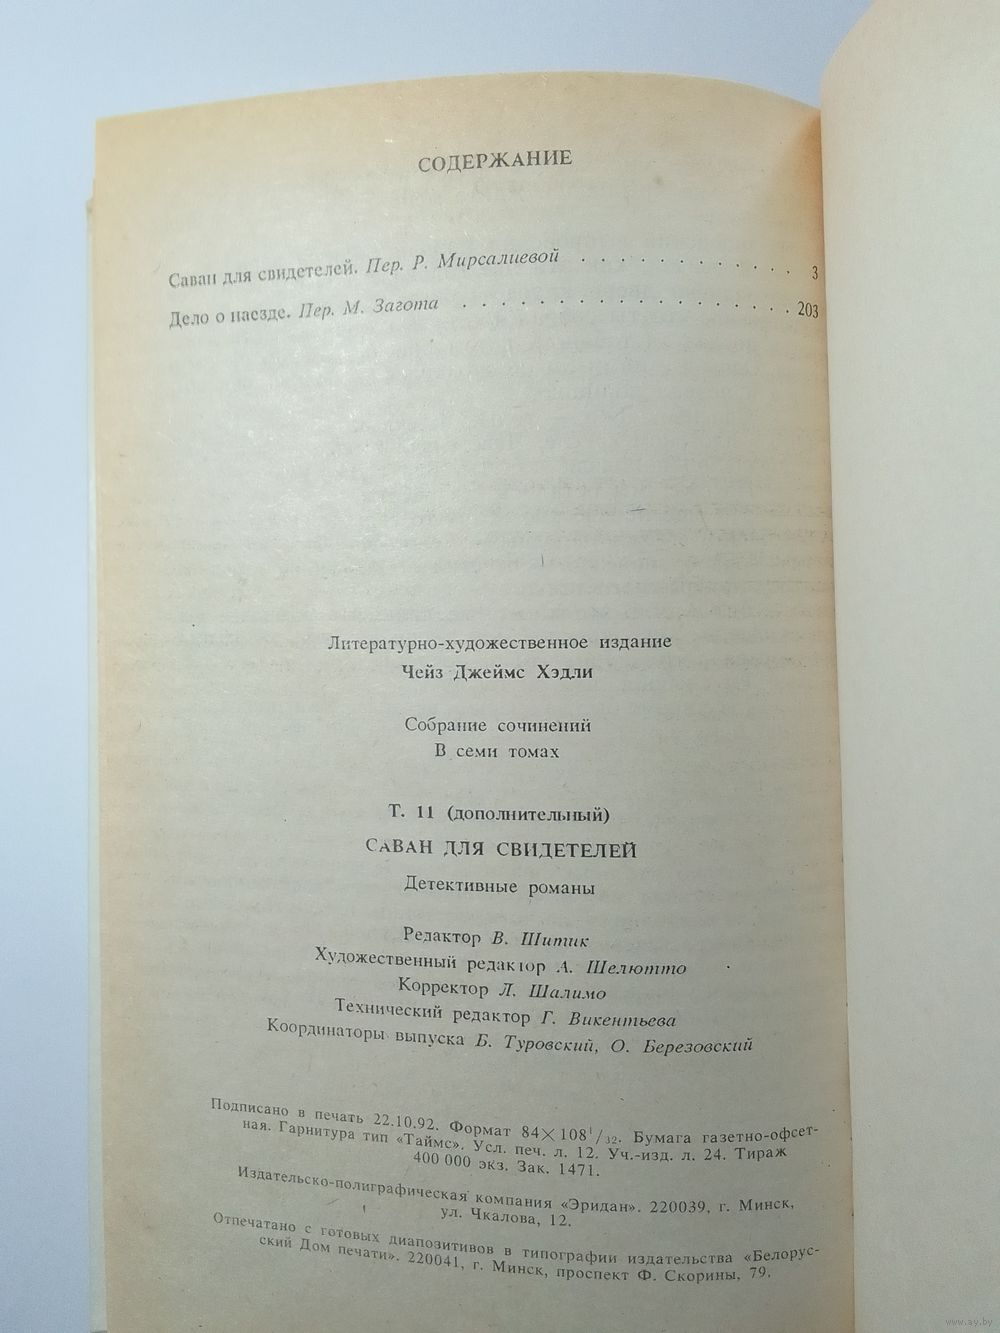 СОДЕРЖАНИЕ
Саван для свидетелей. Пер. Р. Мирсалиевой . . . . . . . . . . . . 3
Дело о наезде. Пер. М. Загота . . . . . . . . . . . . . . . . . . 203
Литературно-художественное издание
Чейз Джеймс Хэдли
Собрание сочинений
В семи томах
Т. 11 (дополнительный)
САВАН ДЛЯ СВИДЕТЕЛЕЙ
Детективные романы
Редактор В. Шитик
Художественный редактор А. Шелютто
Корректор Л. Шалимо
Технический редактор Г. Викентьева
Координаторы выпуска Б. Туровский, О. Березовский
Подписано в печать 22.10.92. Формат 84×108¹/₃₂. Бумага газетно-офсет-
ная. Гарнитура тип «Таймс». Усл. печ. л. 12. Уч.-изд. л. 24. Тираж
400 000 экз. Зак. 1471.
Издательско-полиграфическая компания «Эридан». 220039, г. Минск,
ул. Чкалова, 12.
Отпечатано с готовых диапозитивов в типографии издательства «Белорус-
ский Дом печати». 220041, г. Минск, проспект Ф. Скорины, 79.
www.ay.by